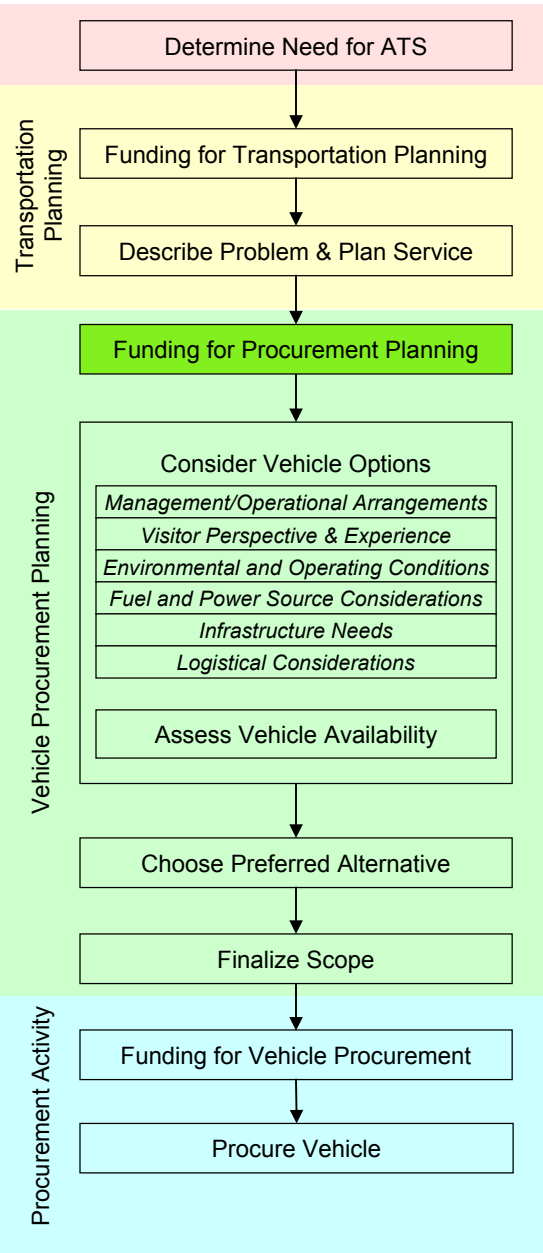 Determine Need for ATS
Transportation
Planning
Funding for Transportation Planning
Describe Problem & Plan Service
Vehicle Procurement Planning
Funding for Procurement Planning
Consider Vehicle Options
Management/Operational Arrangements
Visitor Perspective & Experience
Environmental and Operating Conditions
Fuel and Power Source Considerations
Infrastructure Needs
Logistical Considerations
Assess Vehicle Availability
Choose Preferred Alternative
Finalize Scope
Procurement Activity
Funding for Vehicle Procurement
Procure Vehicle